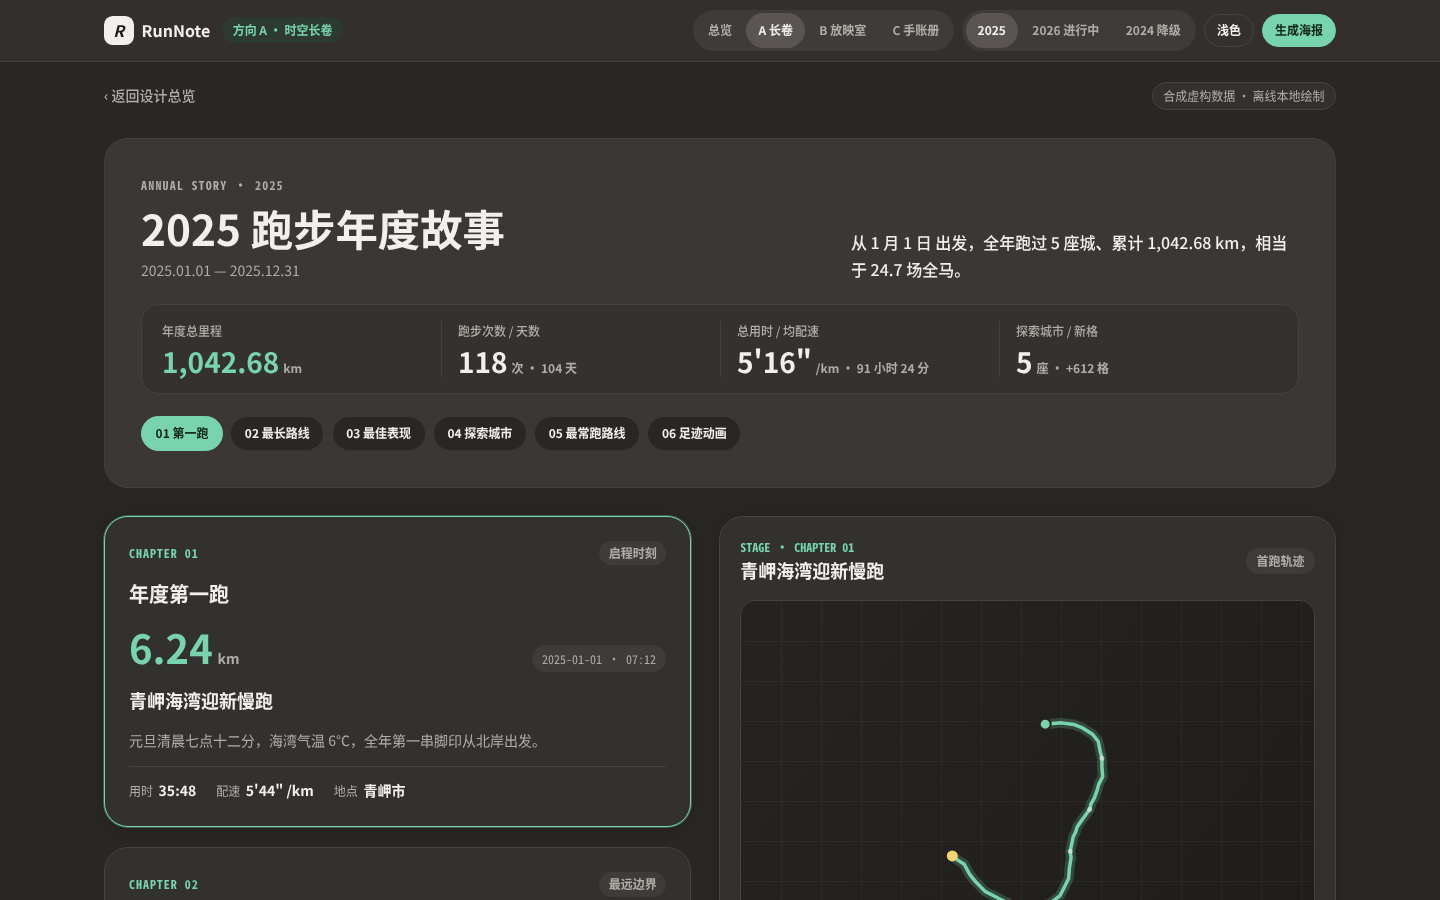 R RunNote 方向 A · 时空长卷 总览 A 长卷 B 放映室 C 手账册 2025 2026 进行中 2024 降级 浅色 生成海报
‹ 返回设计总览 合成虚构数据 · 离线本地绘制
ANNUAL STORY · 2025
2025 跑步年度故事
2025.01.01 — 2025.12.31
从 1 月 1 日 出发，全年跑过 5 座城、累计 1,042.68 km，相当
于 24.7 场全马。
年度总里程
1,042.68 km
跑步次数 / 天数
118 次 · 104 天
总用时 / 均配速
5'16" /km · 91 小时 24 分
探索城市 / 新格
5 座 · +612 格
01 第一跑 02 最长路线 03 最佳表现 04 探索城市 05 最常跑路线 06 足迹动画
CHAPTER 01 启程时刻
年度第一跑
6.24 km 2025-01-01 · 07:12
青岬海湾迎新慢跑
元旦清晨七点十二分，海湾气温 6℃，全年第一串脚印从北岸出发。
用时 35:48 配速 5'44" /km 地点 青岬市
CHAPTER 02 最远边界
STAGE · CHAPTER 01
青岬海湾迎新慢跑 首跑轨迹